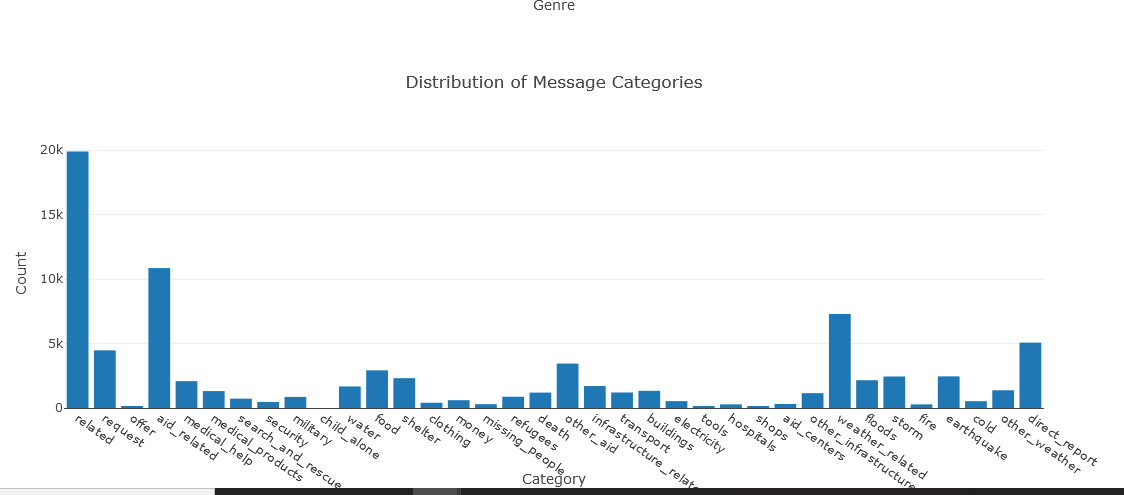 Genre
Distribution of Message Categories
20k
15k
10k
5k
0
Count
related
request
offer
aid_related
medical_help
medical_products
search_and_rescue
security
military
child_alone
water
food
shelter
clothing
money
missing_people
refugees
death
other_aid
infrastructure_relate
transport
buildings
electricity
tools
hospitals
shops
aid_centers
other_infrastructure
weather_related
floods
storm
fire
earthquake
cold
other_weather
direct_report
Category